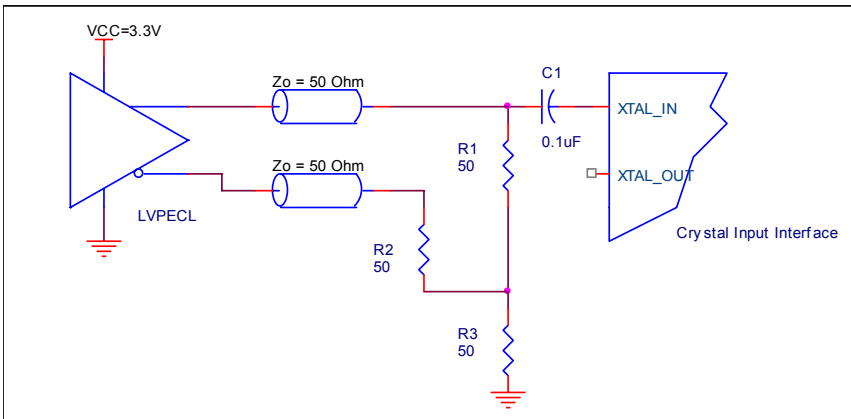 VCC=3.3V
Zo = 50 Ohm
C1
XTAL_IN
0.1uF
R1
50
Zo = 50 Ohm
XTAL_OUT
LVPECL
Crystal Input Interface
R2
50
R3
50